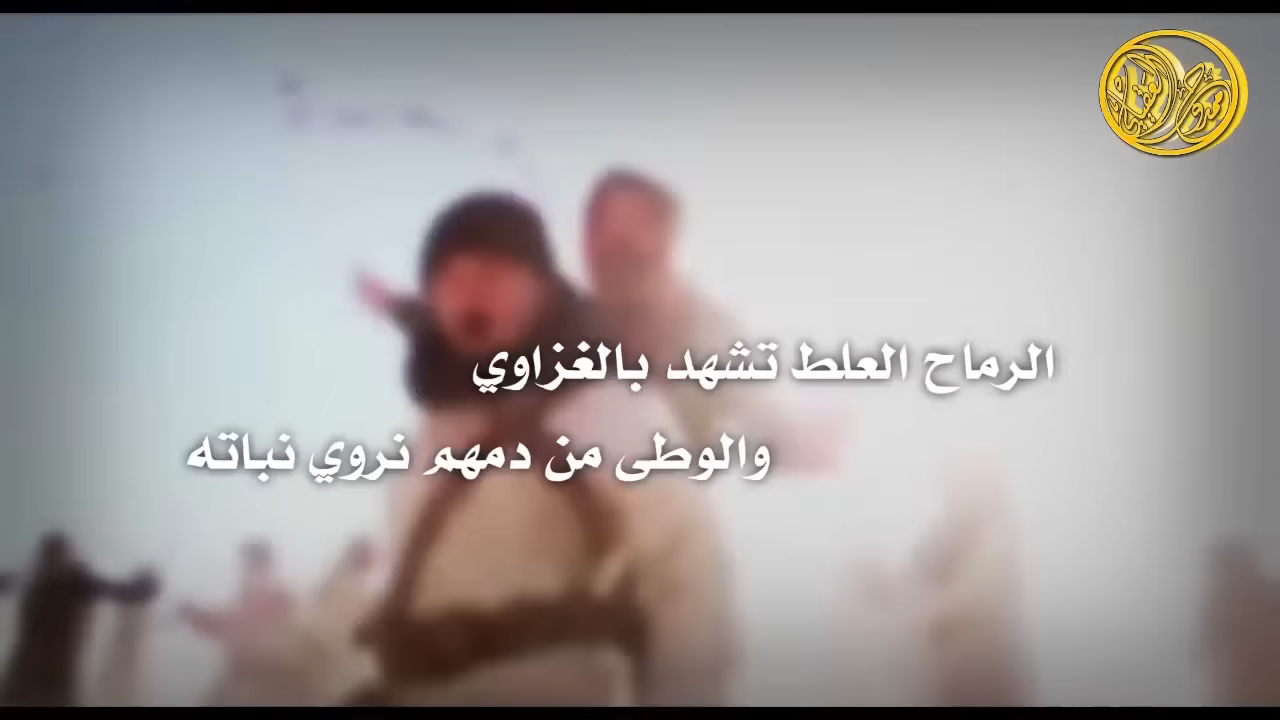 الرماح العلط تشهد بالغزاوي
والوطى من دمهم نروي نباته